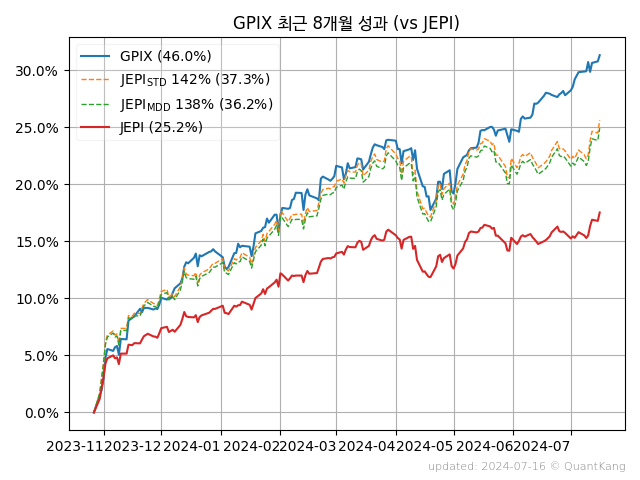 GPIX 최근 8개월 성과 (vs JEPI)
GPIX (46.0%)
JEPI_STD 142% (37.3%)
JEPI_MDD 138% (36.2%)
JEPI (25.2%)
30.0%
25.0%
20.0%
15.0%
10.0%
5.0%
0.0%
2023-11 2023-12 2024-01 2024-02 2024-03 2024-04 2024-05 2024-06 2024-07
updated: 2024-07-16 © QuantKang